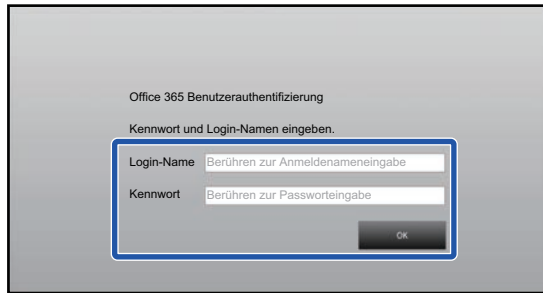 Office 365 Benutzerauthentifizierung
Kennwort und Login-Namen eingeben.
Login-Name Berühren zur Anmeldenameneingabe
Kennwort Berühren zur Passworteingabe
OK